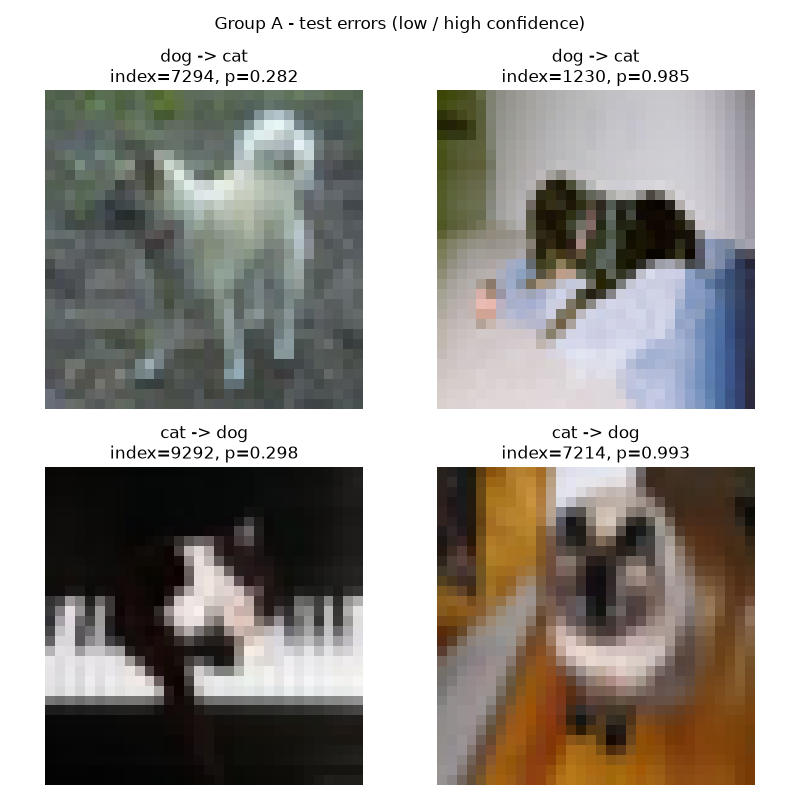 Group A - test errors (low / high confidence)
dog -> cat
index=7294, p=0.282
dog -> cat
index=1230, p=0.985
cat -> dog
index=9292, p=0.298
cat -> dog
index=7214, p=0.993